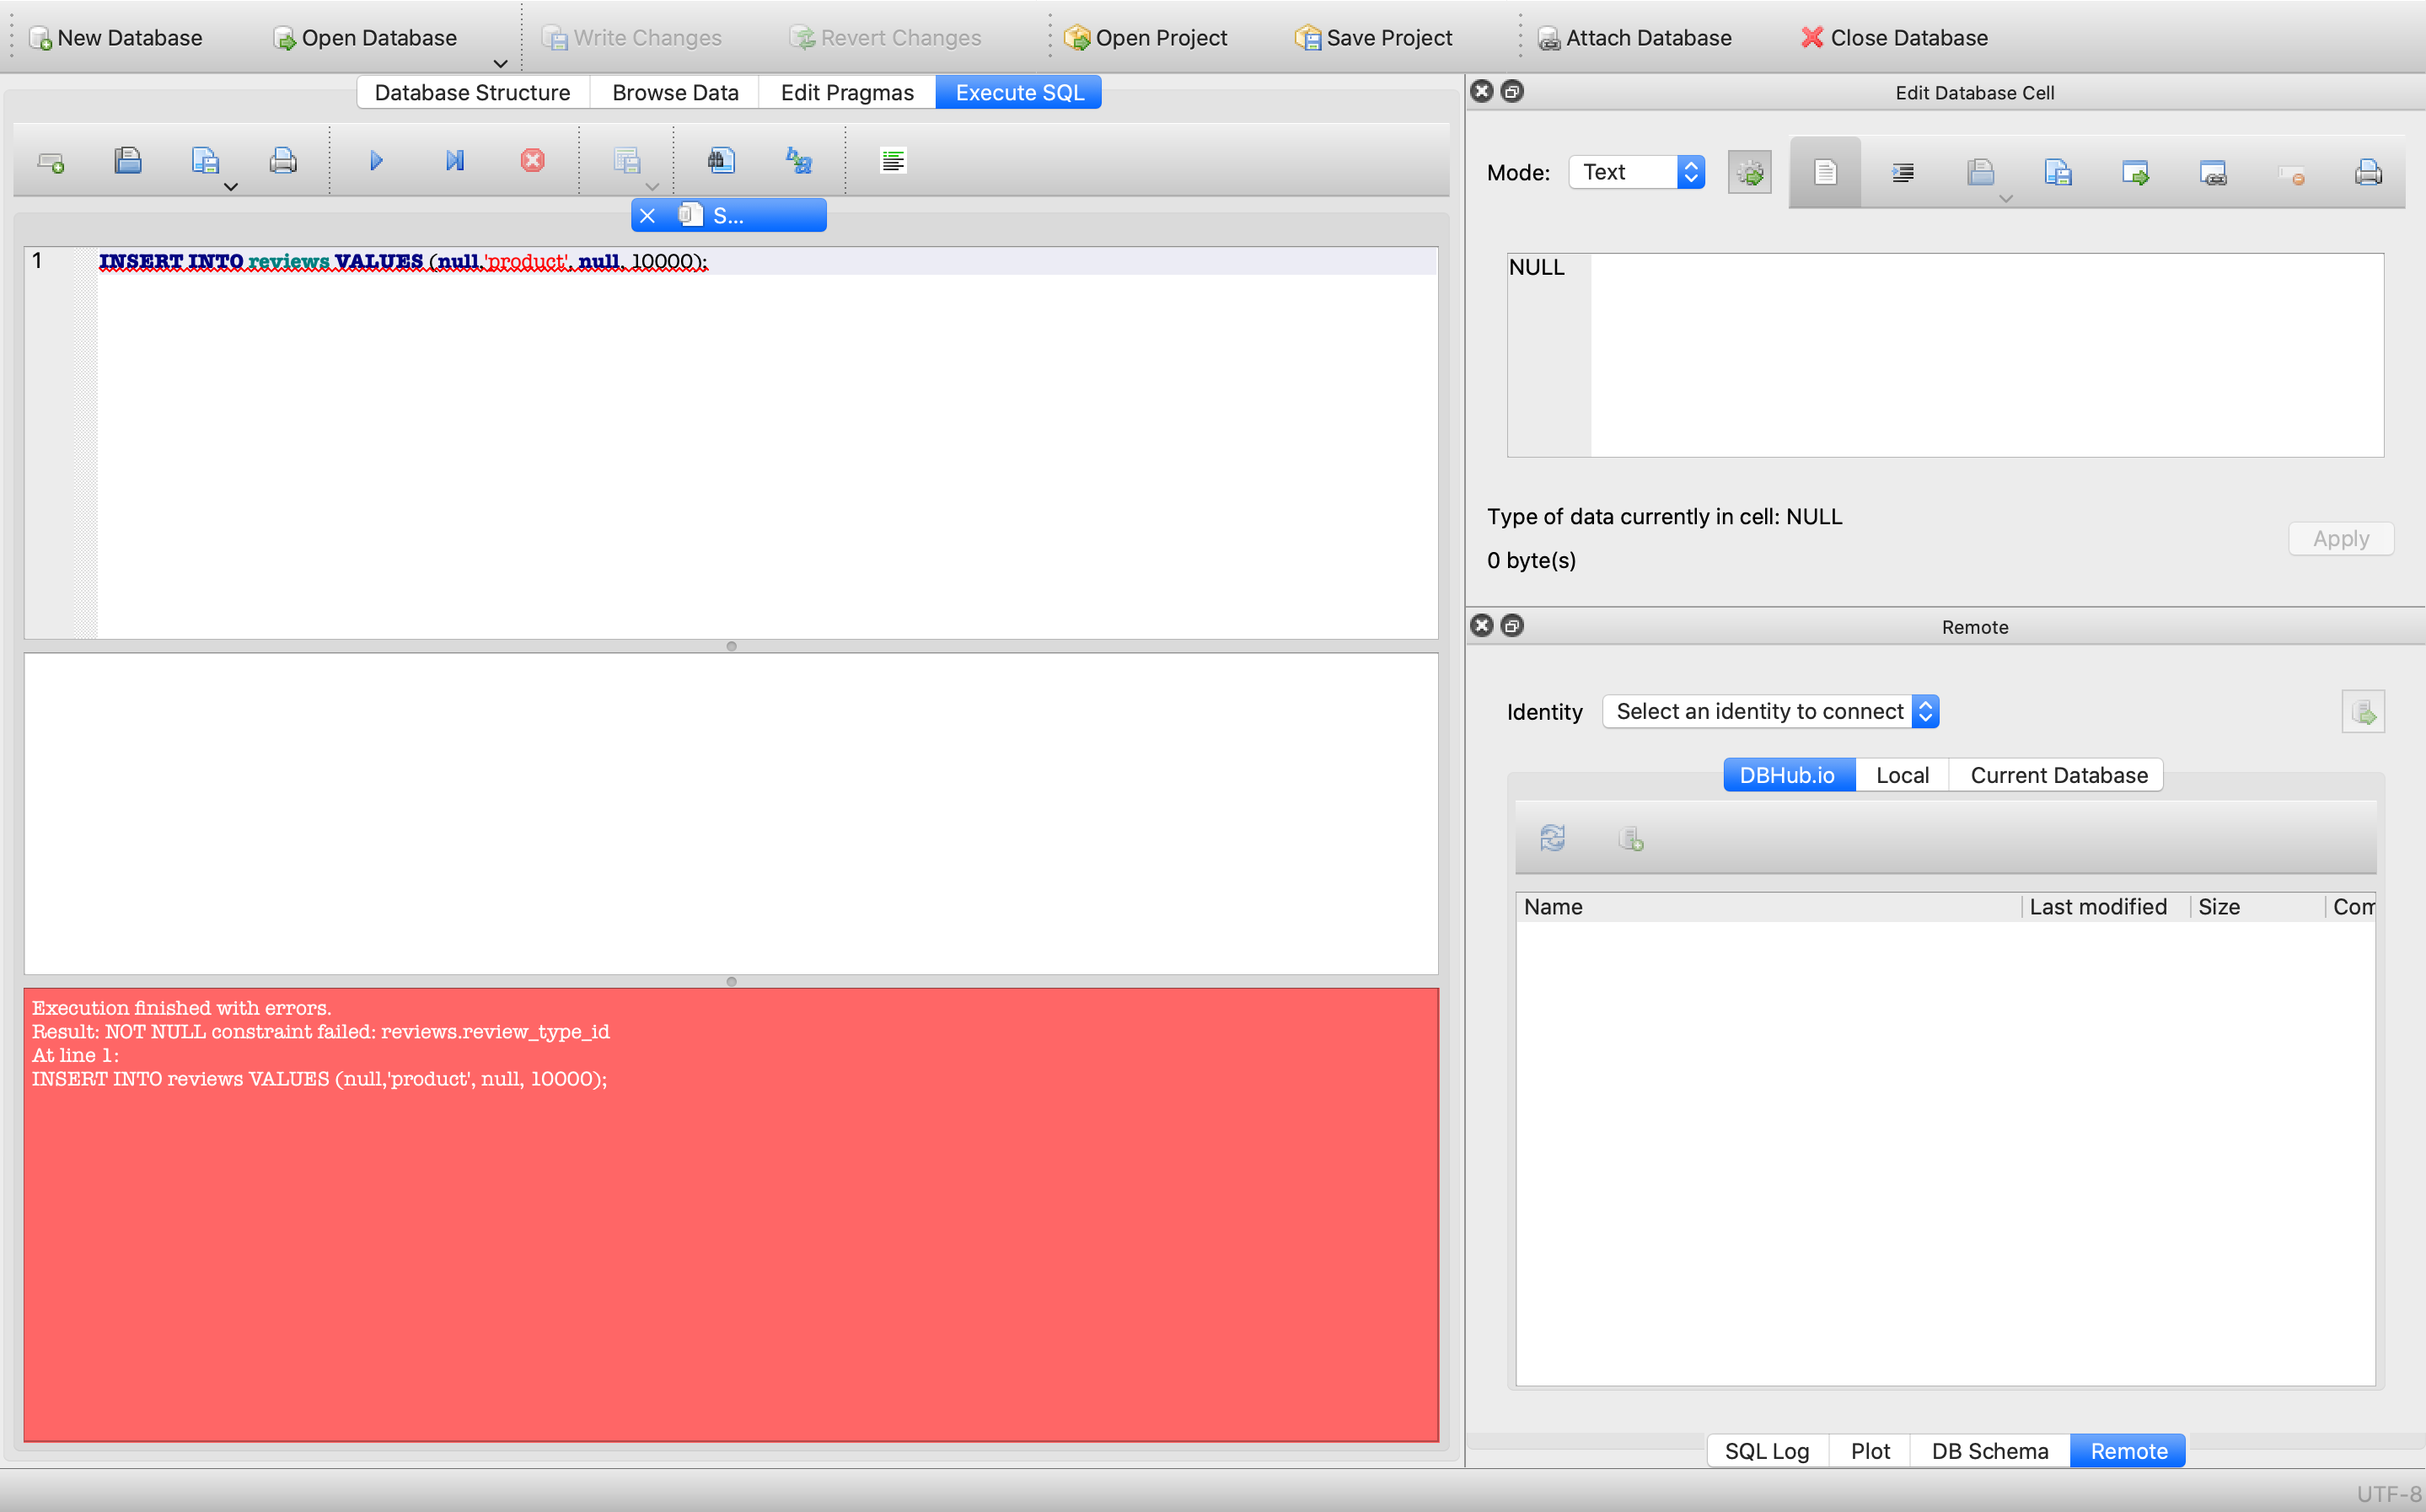 New Database
Open Database
Write Changes
Revert Changes
Open Project
Save Project
Attach Database
Close Database
Database Structure
Browse Data
Edit Pragmas
Execute SQL
S...
1
INSERT INTO reviews VALUES (null,'product', null, 10000);
Execution finished with errors.
Result: NOT NULL constraint failed: reviews.review_type_id
At line 1:
INSERT INTO reviews VALUES (null,'product', null, 10000);
Edit Database Cell
Mode:
Text
NULL
Type of data currently in cell: NULL
0 byte(s)
Apply
Remote
Identity
Select an identity to connect
DBHub.io
Local
Current Database
Name
Last modified
Size
Com
SQL Log
Plot
DB Schema
Remote
UTF-8